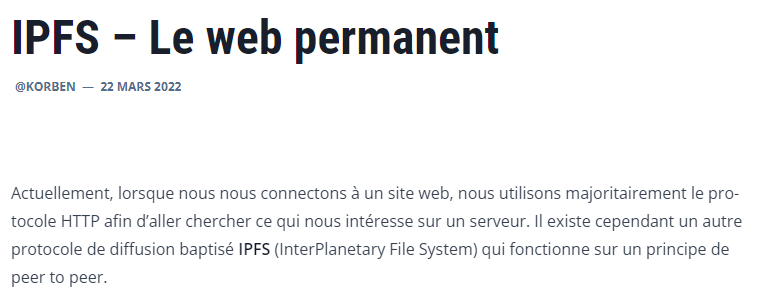 IPFS – Le web permanent
@KORBEN — 22 MARS 2022
Actuellement, lorsque nous nous connectons à un site web, nous utilisons majoritairement le pro-
tocole HTTP afin d’aller chercher ce qui nous intéresse sur un serveur. Il existe cependant un autre
protocole de diffusion baptisé IPFS (InterPlanetary File System) qui fonctionne sur un principe de
peer to peer.